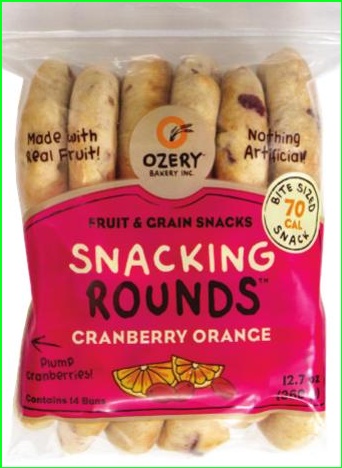 Made with
Real Fruit!
OZERY
BAKERY INC.
Nothing
Artificial!
BITE SIZED
70
CAL
SNACK
FRUIT & GRAIN SNACKS
SNACKING
ROUNDS™
CRANBERRY ORANGE
Plump
Cranberries!
Contains 14 Buns
12.7 oz